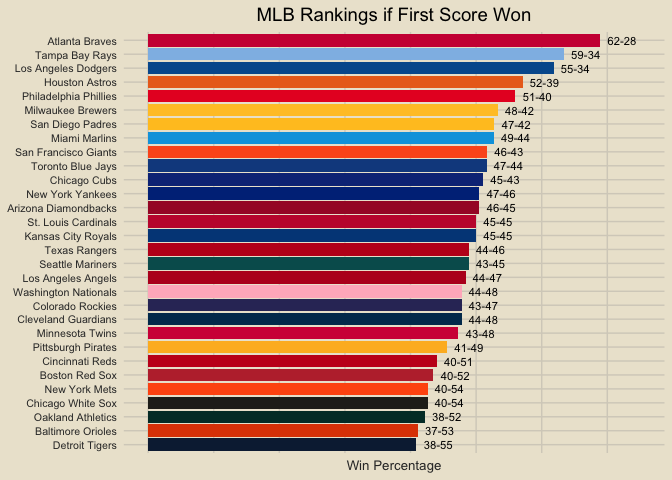 MLB Rankings if First Score Won
Atlanta Braves 62-28
Tampa Bay Rays 59-34
Los Angeles Dodgers 55-34
Houston Astros 52-39
Philadelphia Phillies 51-40
Milwaukee Brewers 48-42
San Diego Padres 47-42
Miami Marlins 49-44
San Francisco Giants 46-43
Toronto Blue Jays 47-44
Chicago Cubs 45-43
New York Yankees 47-46
Arizona Diamondbacks 46-45
St. Louis Cardinals 45-45
Kansas City Royals 45-45
Texas Rangers 44-46
Seattle Mariners 43-45
Los Angeles Angels 44-47
Washington Nationals 44-48
Colorado Rockies 43-47
Cleveland Guardians 44-48
Minnesota Twins 43-48
Pittsburgh Pirates 41-49
Cincinnati Reds 40-51
Boston Red Sox 40-52
New York Mets 40-54
Chicago White Sox 40-54
Oakland Athletics 38-52
Baltimore Orioles 37-53
Detroit Tigers 38-55
Win Percentage